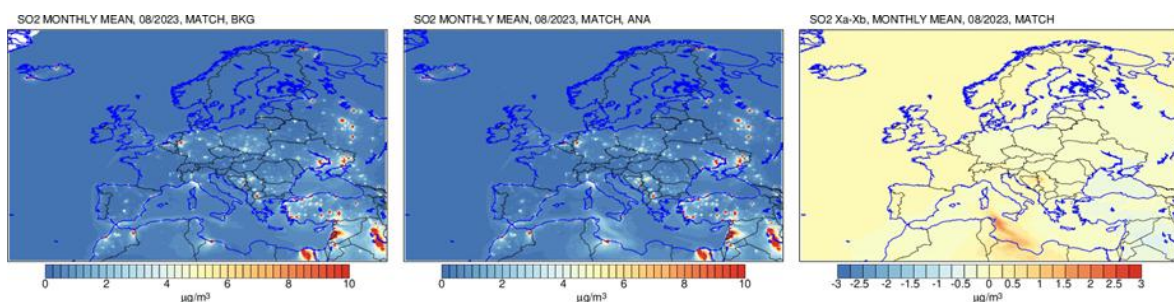 SO2 MONTHLY MEAN, 08/2023, MATCH, BKG
SO2 MONTHLY MEAN, 08/2023, MATCH, ANA
SO2 Xa-Xb, MONTHLY MEAN, 08/2023, MATCH
0 2 4 6 8 10
µg/m³
0 2 4 6 8 10
µg/m³
-3 -2.5 -2 -1.5 -1 -0.5 0 0.5 1 1.5 2 2.5 3
µg/m³